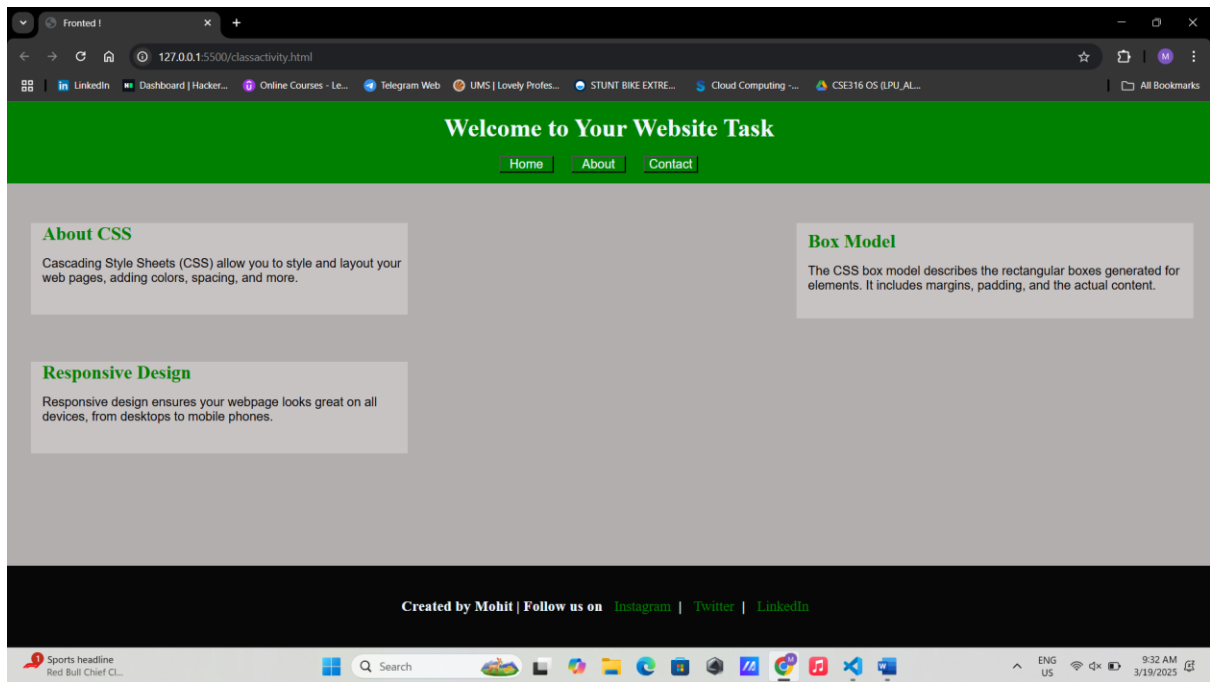 Fronted !
127.0.0.1:5500/classactivity.html
M
LinkedIn
Dashboard | Hacker...
Online Courses - Le...
Telegram Web
UMS | Lovely Profes...
STUNT BIKE EXTRE...
Cloud Computing -...
CSE316 OS (LPU_AL...
All Bookmarks
Welcome to Your Website Task
Home About Contact
About CSS
Cascading Style Sheets (CSS) allow you to style and layout your
web pages, adding colors, spacing, and more.
Box Model
The CSS box model describes the rectangular boxes generated for
elements. It includes margins, padding, and the actual content.
Responsive Design
Responsive design ensures your webpage looks great on all
devices, from desktops to mobile phones.
Created by Mohit | Follow us on Instagram | Twitter | LinkedIn
1
Sports headline
Red Bull Chief Cl...
Search
M
ENG
US
9:32 AM
3/19/2025